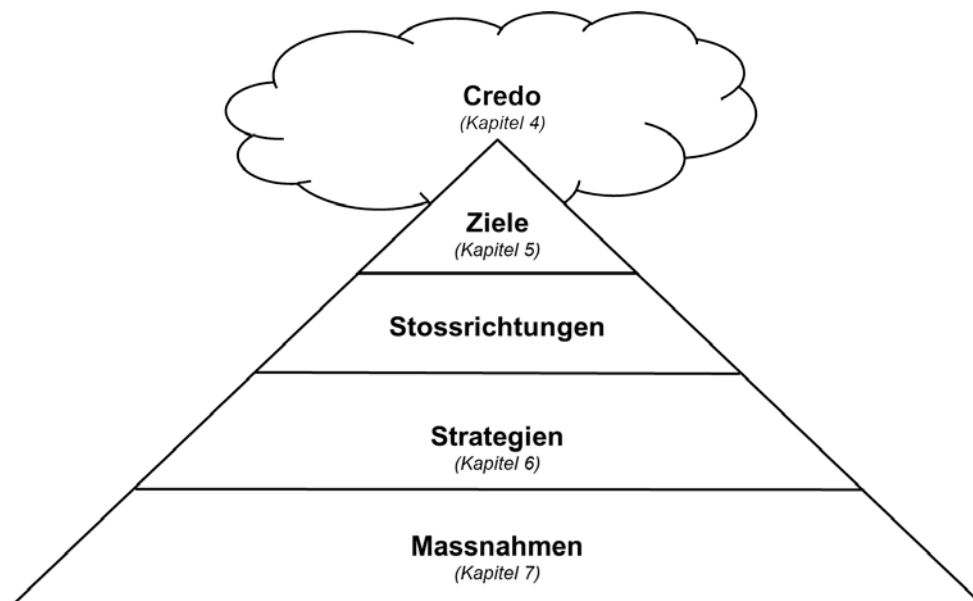 Credo
(Kapitel 4)
Ziele
(Kapitel 5)
Stossrichtungen
Strategien
(Kapitel 6)
Massnahmen
(Kapitel 7)